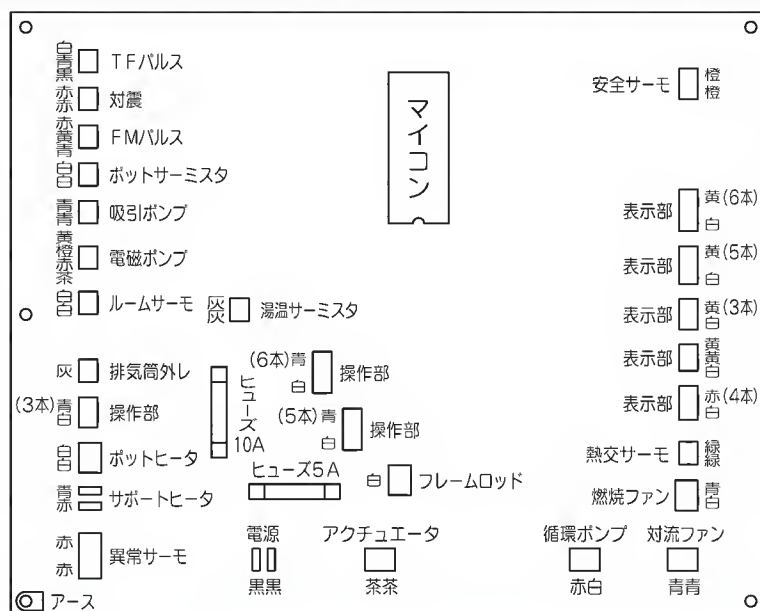 白
青
黒
TFパルス
赤
赤
対震
赤
黄
青
FMパルス
白
白
ポットサーミスタ
青
青
吸引ポンプ
黄
橙
赤
茶
電磁ポンプ
白
白
ルームサーモ
灰
灰
湯温サーミスタ
灰
排気筒外レ
(3本)青
白
操作部
白
白
ポットヒータ
青
赤
サポートヒータ
赤
赤
異常サーモ
アース
マイコン
(6本)青
白
操作部
ヒューズ
10A
(5本)青
白
操作部
ヒューズ5A
白
フレームロッド
電源
黒黒
アクチュエータ
茶茶
安全サーモ
橙
橙
表示部
黄(6本)
白
表示部
黄(5本)
白
表示部
黄(3本)
白
表示部
黄
黄
白
表示部
赤(4本)
白
熱交サーモ
緑
緑
燃焼ファン
青
白
循環ポンプ
赤白
対流ファン
青青